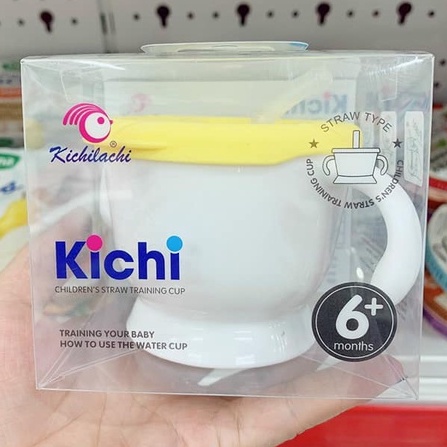 STRAW TYPE
CHILDREN'S STRAW TRAINING CUP
Kichilachi®
Kichi
CHILDREN'S STRAW TRAINING CUP
TRAINING YOUR BABY
HOW TO USE THE WATER CUP
6+
months